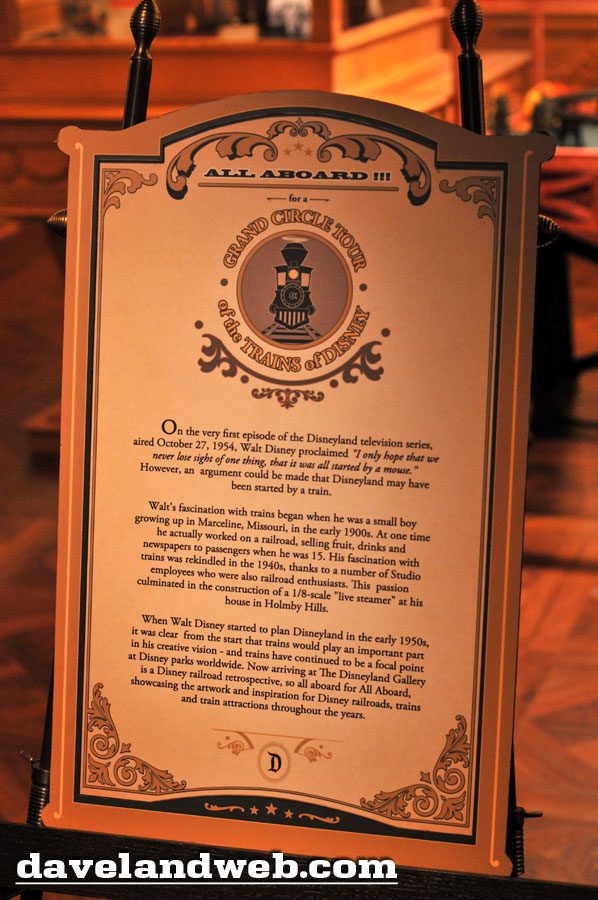 ALL ABOARD !!!
for a
GRAND CIRCLE TOUR
of the TRAINS of DISNEY
On the very first episode of the Disneyland television series,
aired October 27, 1954, Walt Disney proclaimed "I only hope that we
never lose sight of one thing, that it was all started by a mouse."
However, an argument could be made that Disneyland may have
been started by a train.
Walt's fascination with trains began when he was a small boy
growing up in Marceline, Missouri, in the early 1900s. At one time
he actually worked on a railroad, selling fruit, drinks and
newspapers to passengers when he was 15. His fascination with
trains was rekindled in the 1940s, thanks to a number of Studio
employees who were also railroad enthusiasts. This passion
culminated in the construction of a 1/8-scale "live steamer" at his
house in Holmby Hills.
When Walt Disney started to plan Disneyland in the early 1950s,
it was clear from the start that trains would play an important part
in his creative vision - and trains have continued to be a focal point
at Disney parks worldwide. Now arriving at The Disneyland Gallery
is a Disney railroad retrospective, so all aboard for All Aboard,
showcasing the artwork and inspiration for Disney railroads, trains
and train attractions throughout the years.
D
davelandweb.com